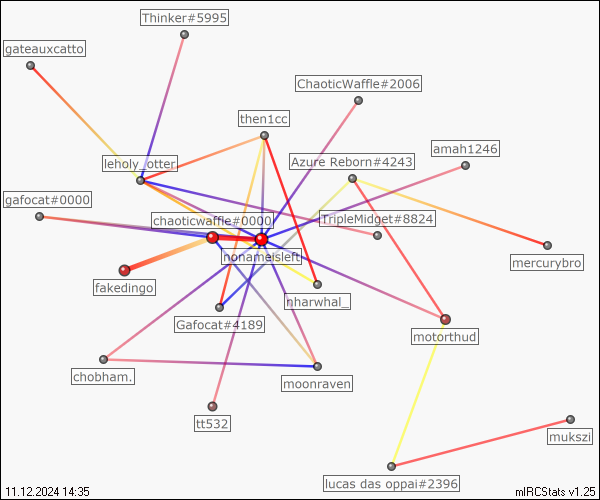 Thinker#5995
gateauxcatto
ChaoticWaffle#2006
then1cc
amah1246
leholy_otter
Azure Reborn#4243
gafocat#0000
chaoticwaffle#0000
TripleMidget#8824
nonameisleft
mercurybro
fakedingo
nharwhal_
Gafocat#4189
motorthud
chobham.
moonraven
tt532
mukszi
lucas das oppai#2396
11.12.2024 14:35
mIRCStats v1.25